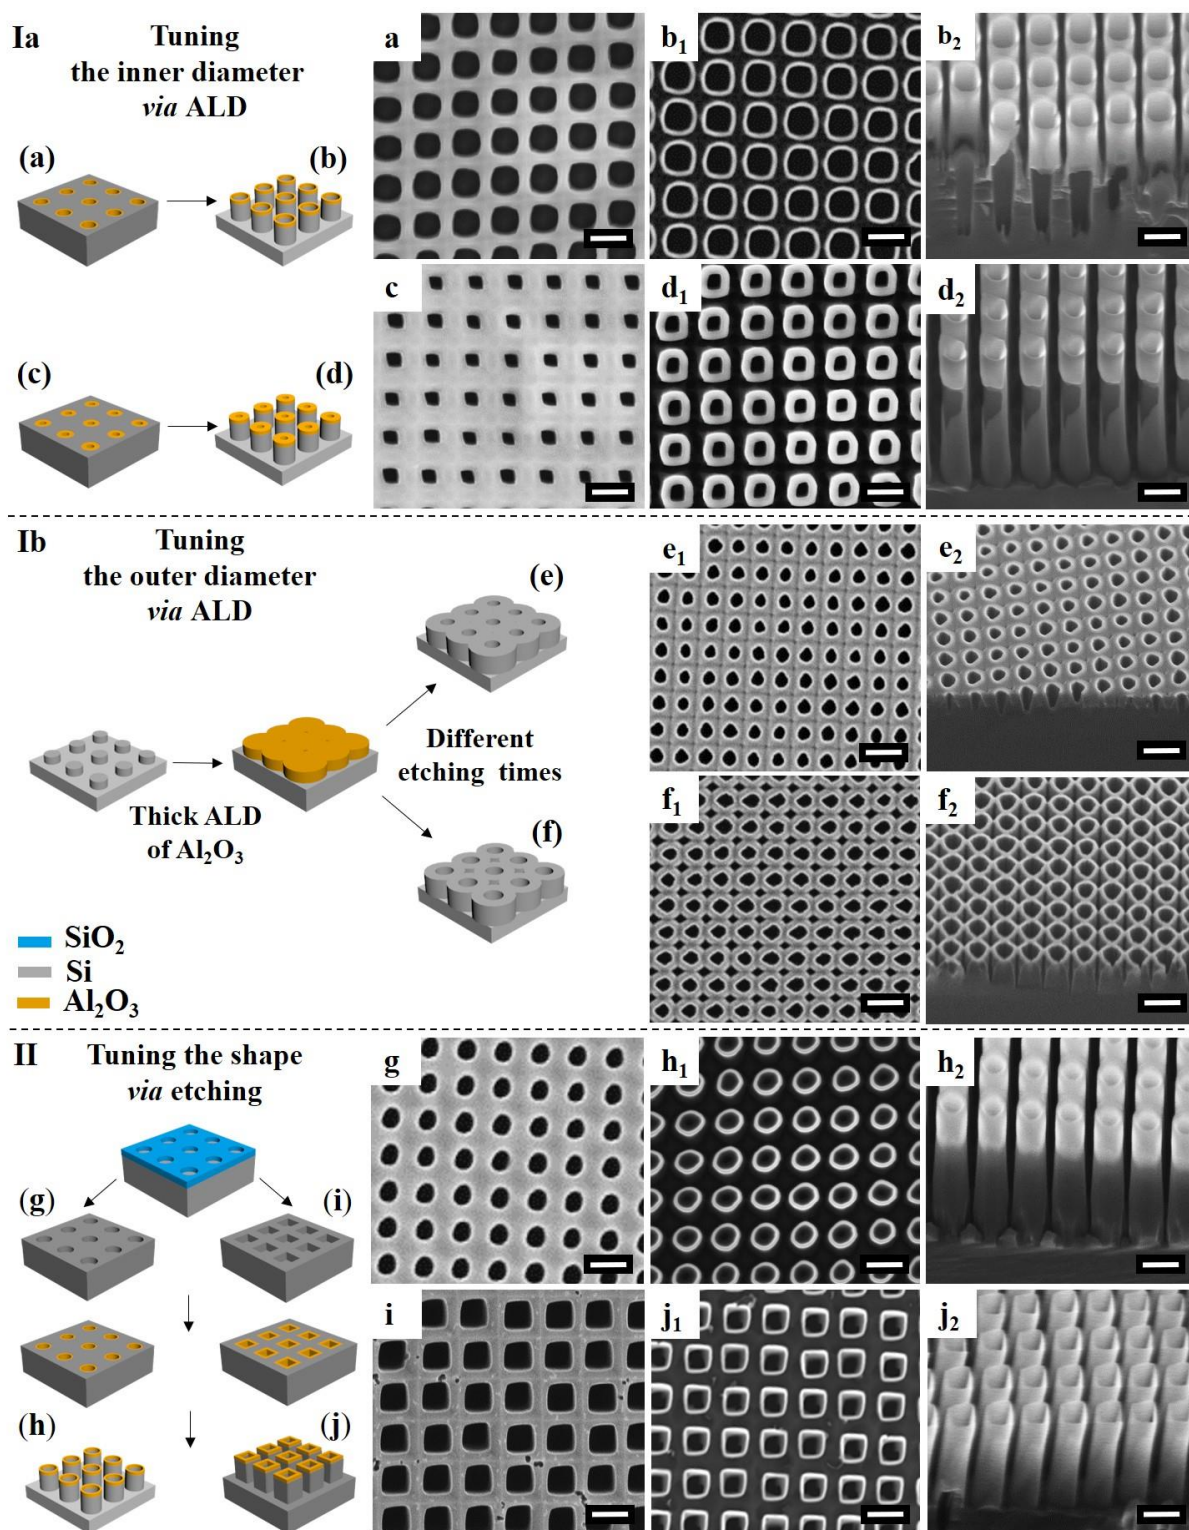 Ia
Tuning
the inner diameter
via ALD
(a)
(b)
(c)
(d)
a
b₁
b₂
c
d₁
d₂
Ib
Tuning
the outer diameter
via ALD
(e)
Thick ALD
of Al₂O₃
Different
etching times
(f)
e₁
e₂
f₁
f₂
SiO₂
Si
Al₂O₃
II
Tuning the shape
via etching
(g)
(i)
(h)
(j)
g
h₁
h₂
i
j₁
j₂